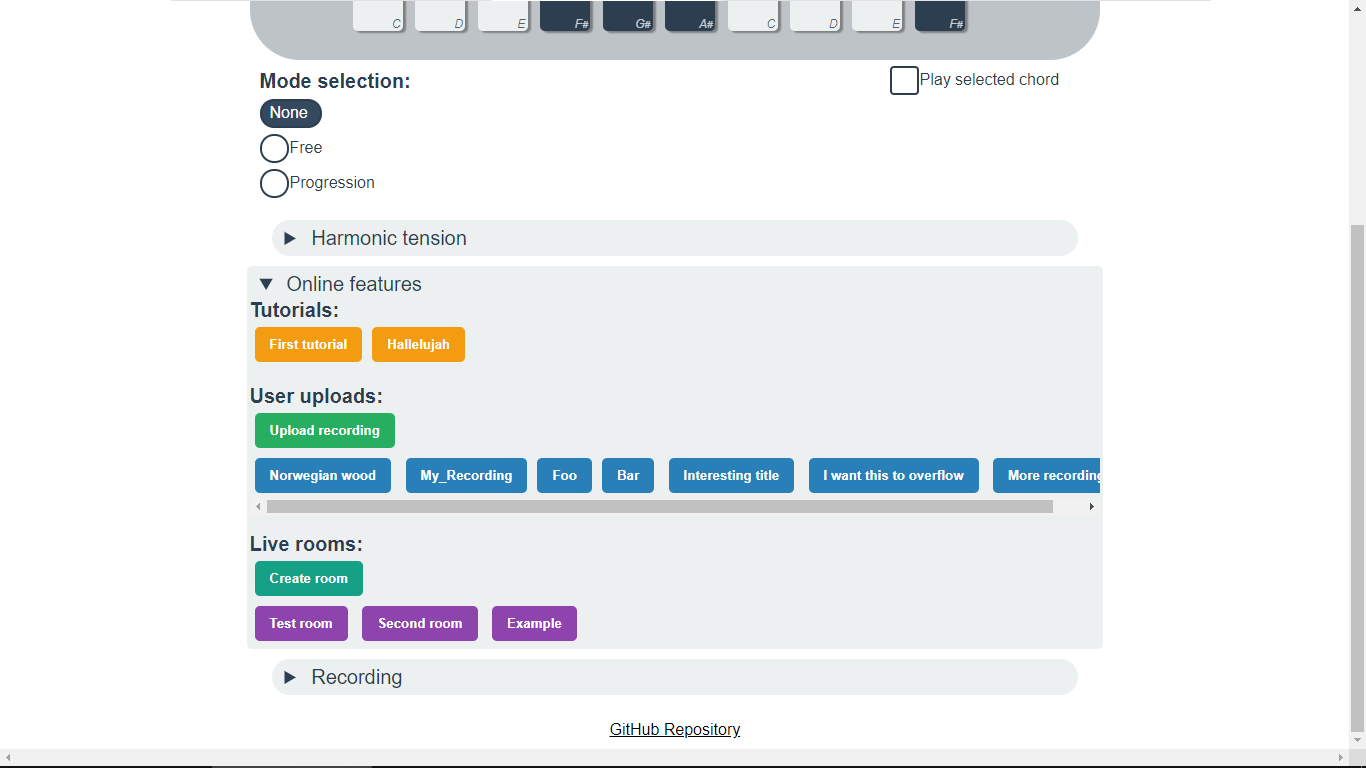 C D E F# G# A# C D E F#
Mode selection: Play selected chord
None
Free
Progression
Harmonic tension
Online features
Tutorials:
First tutorial Hallelujah
User uploads:
Upload recording
Norwegian wood My_Recording Foo Bar Interesting title I want this to overflow More recording
Live rooms:
Create room
Test room Second room Example
Recording
GitHub Repository